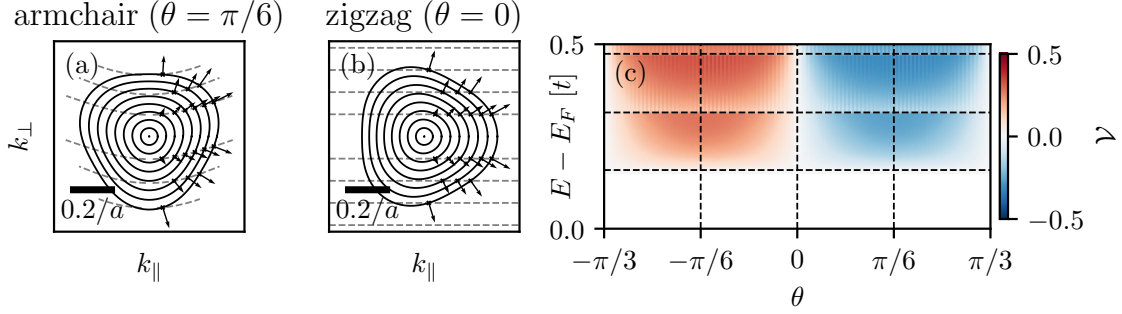 armchair (θ = π/6)
zigzag (θ = 0)
(a)
(b)
(c)
k⊥
0.2/a
0.2/a
k∥
k∥
E − E_F [t]
0.5
0.0
−π/3
−π/6
0
π/6
π/3
θ
0.5
0.0
−0.5
𝒱